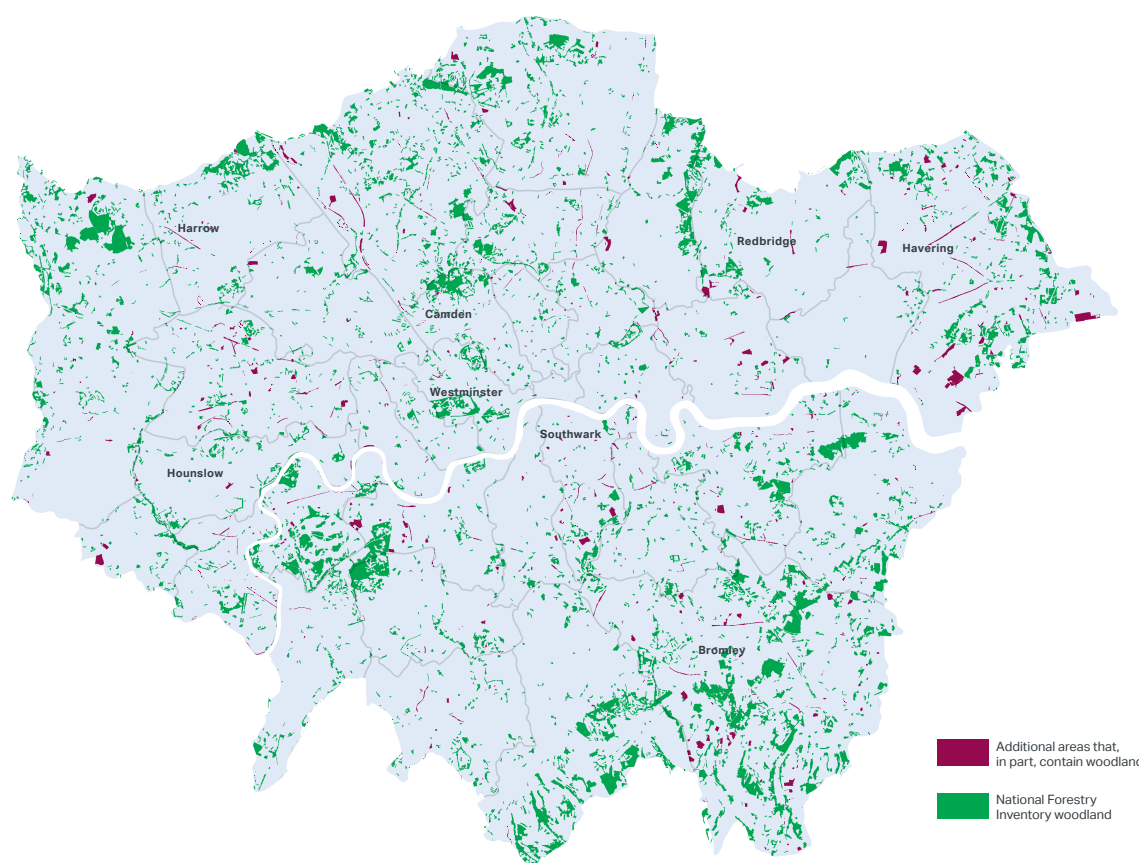 Harrow
Redbridge
Havering
Camden
Westminster
Southwark
Hounslow
Bromley
Additional areas that,
in part, contain woodland
National Forestry
Inventory woodland